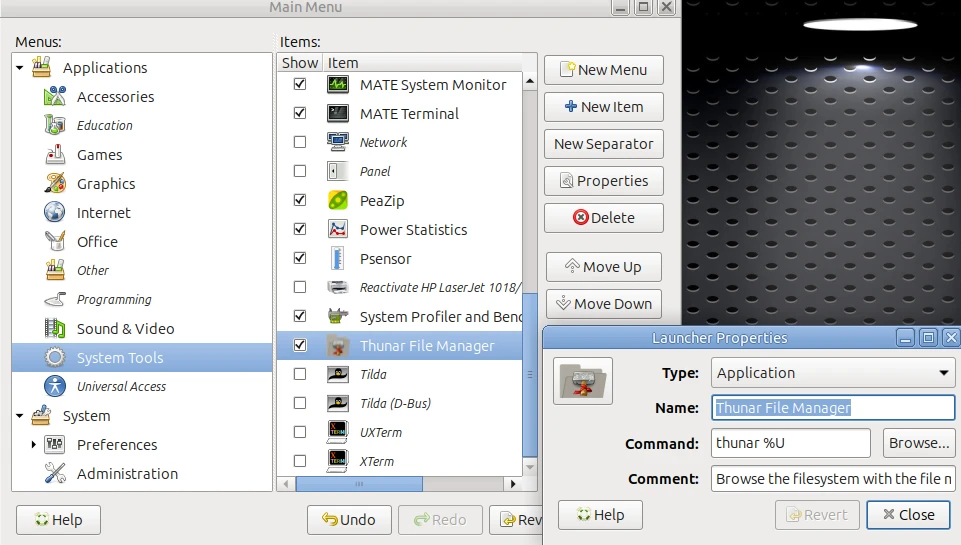 Main Menu
Menus:
Applications
Accessories
Education
Games
Graphics
Internet
Office
Other
Programming
Sound & Video
System Tools
Universal Access
System
Preferences
Administration
Items:
Show Item
MATE System Monitor
MATE Terminal
Network
Panel
PeaZip
Power Statistics
Psensor
Reactivate HP LaserJet 1018/
System Profiler and Benc
Thunar File Manager
Tilda
Tilda (D-Bus)
UXTerm
XTerm
New Menu
New Item
New Separator
Properties
Delete
Move Up
Move Down
Help
Undo
Redo
Rev
Launcher Properties
Type: Application
Name: Thunar File Manager
Command: thunar %U Browse...
Comment: Browse the filesystem with the file n
Help
Revert
Close